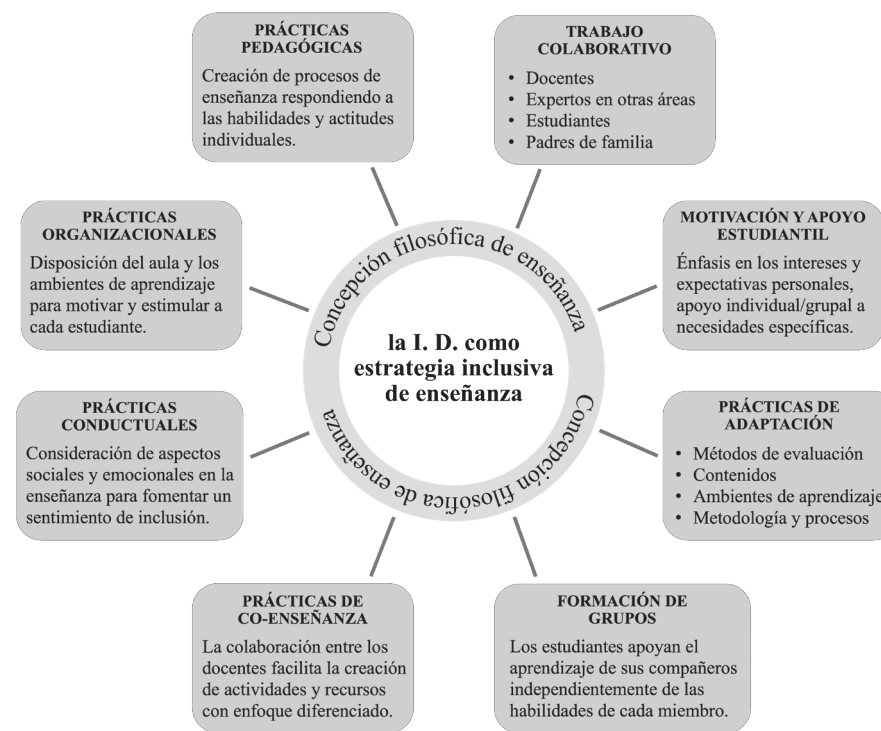 PRÁCTICAS
PEDAGÓGICAS
Creación de procesos de
enseñanza respondiendo a
las habilidades y actitudes
individuales.
TRABAJO
COLABORATIVO
• Docentes
• Expertos en otras áreas
• Estudiantes
• Padres de familia
PRÁCTICAS
ORGANIZACIONALES
Disposición del aula y los
ambientes de aprendizaje
para motivar y estimular a
cada estudiante.
MOTIVACIÓN Y APOYO
ESTUDIANTIL
Énfasis en los intereses y
expectativas personales,
apoyo individual/grupal a
necesidades específicas.
Concepción filosófica de enseñanza
la I. D. como
estrategia inclusiva
de enseñanza
Concepción filosófica de enseñanza
PRÁCTICAS
CONDUCTUALES
Consideración de aspectos
sociales y emocionales en la
enseñanza para fomentar un
sentimiento de inclusión.
PRÁCTICAS DE
ADAPTACIÓN
• Métodos de evaluación
• Contenidos
• Ambientes de aprendizaje
• Metodología y procesos
PRÁCTICAS DE
CO-ENSEÑANZA
La colaboración entre los
docentes facilita la creación
de actividades y recursos
con enfoque diferenciado.
FORMACIÓN DE
GRUPOS
Los estudiantes apoyan el
aprendizaje de sus compañeros
independientemente de las
habilidades de cada miembro.